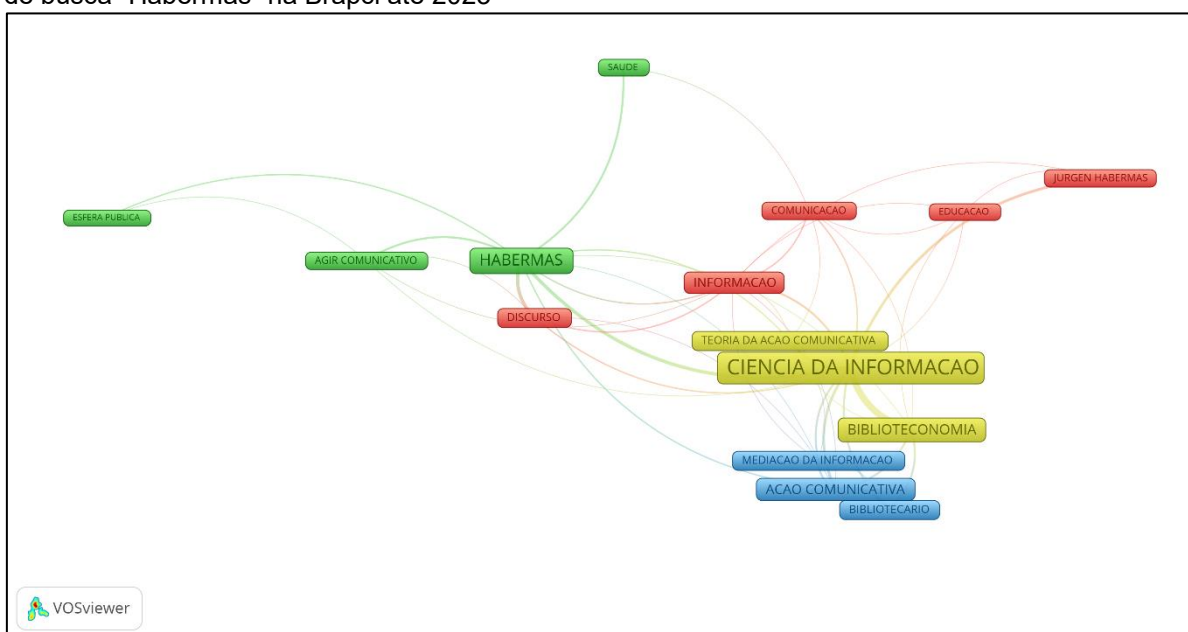 de busca "Habermas" na Brapci até 2023
SAUDE
JURGEN HABERMAS
COMUNICACAO
EDUCACAO
ESFERA PUBLICA
AGIR COMUNICATIVO
HABERMAS
INFORMACAO
DISCURSO
TEORIA DA ACAO COMUNICATIVA
CIENCIA DA INFORMACAO
BIBLIOTECONOMIA
MEDIACAO DA INFORMACAO
ACAO COMUNICATIVA
BIBLIOTECARIO
VOSviewer